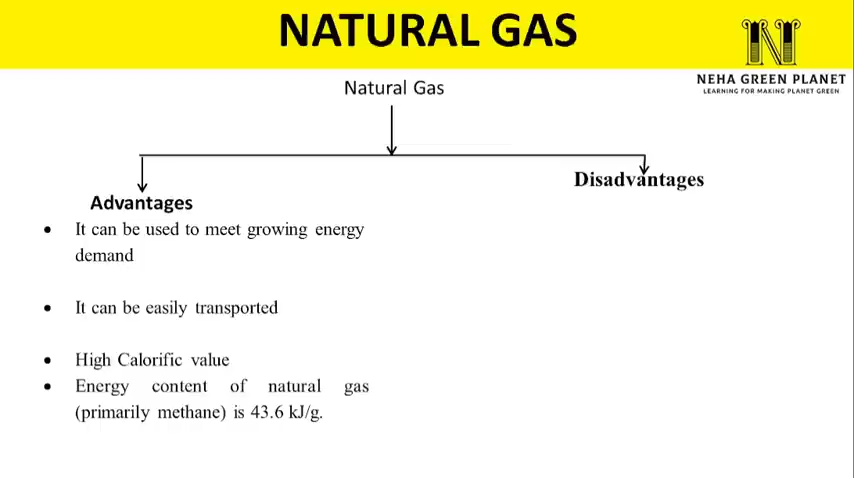 NATURAL GAS
NEHA GREEN PLANET
LEARNING FOR MAKING PLANET GREEN
Natural Gas
Advantages
• It can be used to meet growing energy
demand
• It can be easily transported
• High Calorific value
• Energy content of natural gas
(primarily methane) is 43.6 kJ/g.
Disadvantages